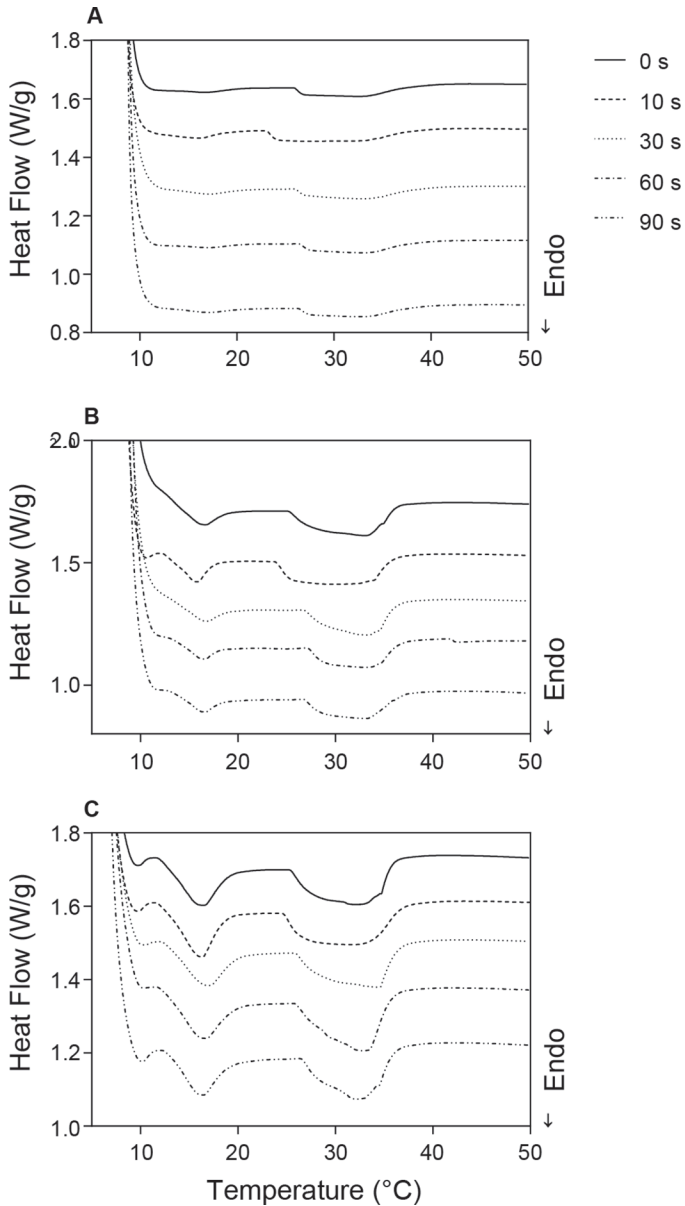 A
1.8
1.6
1.4
1.2
1.0
0.8
Heat Flow (W/g)
10 20 30 40 50
0 s
10 s
30 s
60 s
90 s
← Endo
B
2.0
1.5
1.0
Heat Flow (W/g)
10 20 30 40 50
← Endo
C
1.8
1.6
1.4
1.2
1.0
Heat Flow (W/g)
10 20 30 40 50
← Endo
Temperature (°C)